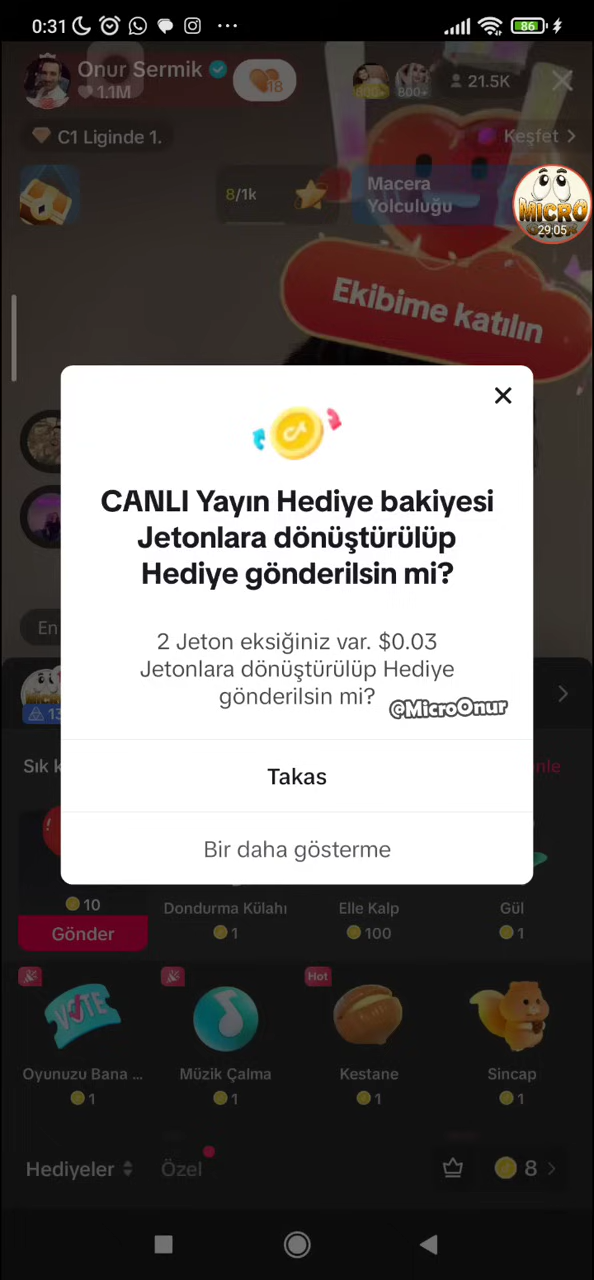 0:31
86
Onur Sermik
1.1M
18
800+
21.5K
C1 Liginde 1.
Keşfet
8/1k
Macera
Yolculuğu
MICRO
29:05
Ekibime katılın
CANLI Yayın Hediye bakiyesi
Jetonlara dönüştürülüp
Hediye gönderilsin mi?
2 Jeton eksiğiniz var. $0.03
Jetonlara dönüştürülüp Hediye
gönderilsin mi?
@MicroOnur
En
Takas
Bir daha gösterme
10
Gönder
Dondurma Külahı
1
Elle Kalp
100
Gül
1
VOTE
Hot
Oyunuzu Bana ...
1
Müzik Çalma
1
Kestane
1
Sincap
1
Hediyeler
Özel
8